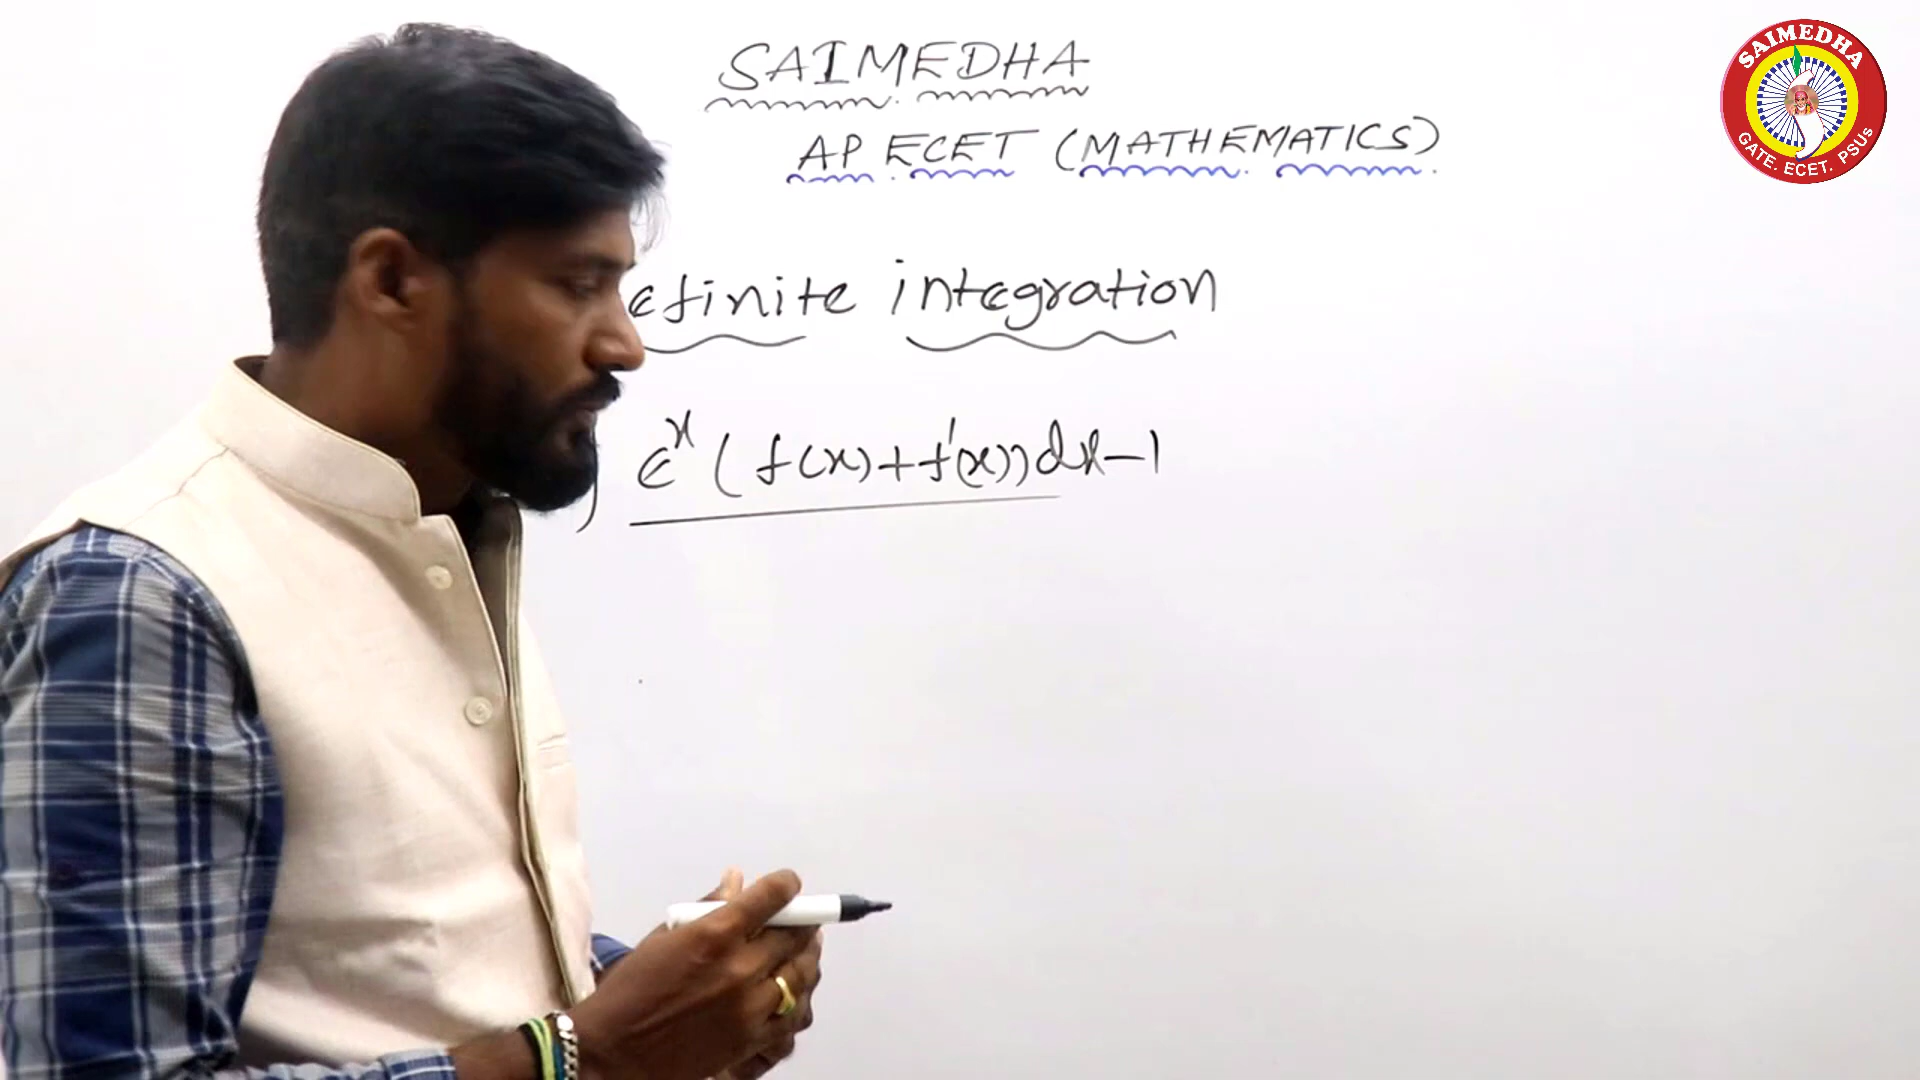 SAIMEDHA
AP ECET (MATHEMATICS)
efinite integration
∫ e^x (f(x)+f'(x))dx-1
SAIMEDHA
GATE. ECET. PSUs